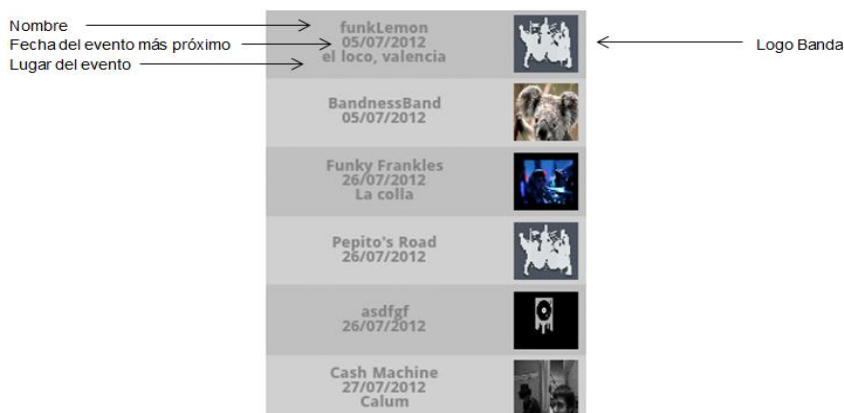 Nombre
Fecha del evento más próximo
Lugar del evento
funkLemon
05/07/2012
el loco, valencia
Logo Banda
BandnessBand
05/07/2012
Funky Frankles
26/07/2012
La colla
Pepito's Road
26/07/2012
asdfgf
26/07/2012
Cash Machine
27/07/2012
Calum